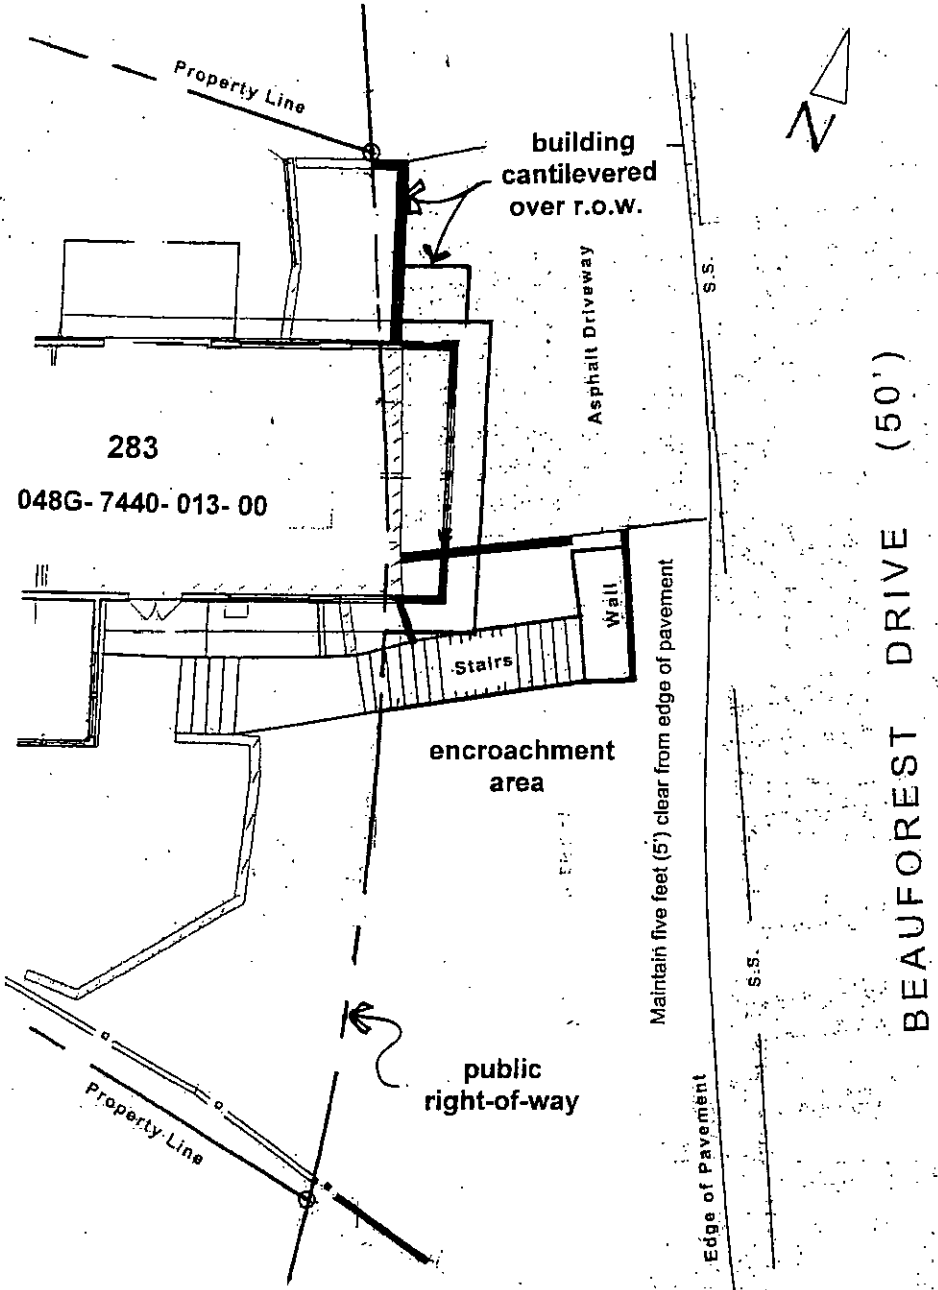 Property Line
N
building
cantilevered
over r.o.w.
S.S.
Asphalt Driveway
283
048G- 7440- 013- 00
BEAUFOREST DRIVE (50')
Wall
Stairs
Maintain five feet (5') clear from edge of pavement
encroachment
area
S.S.
public
right-of-way
Property Line
Edge of Pavement